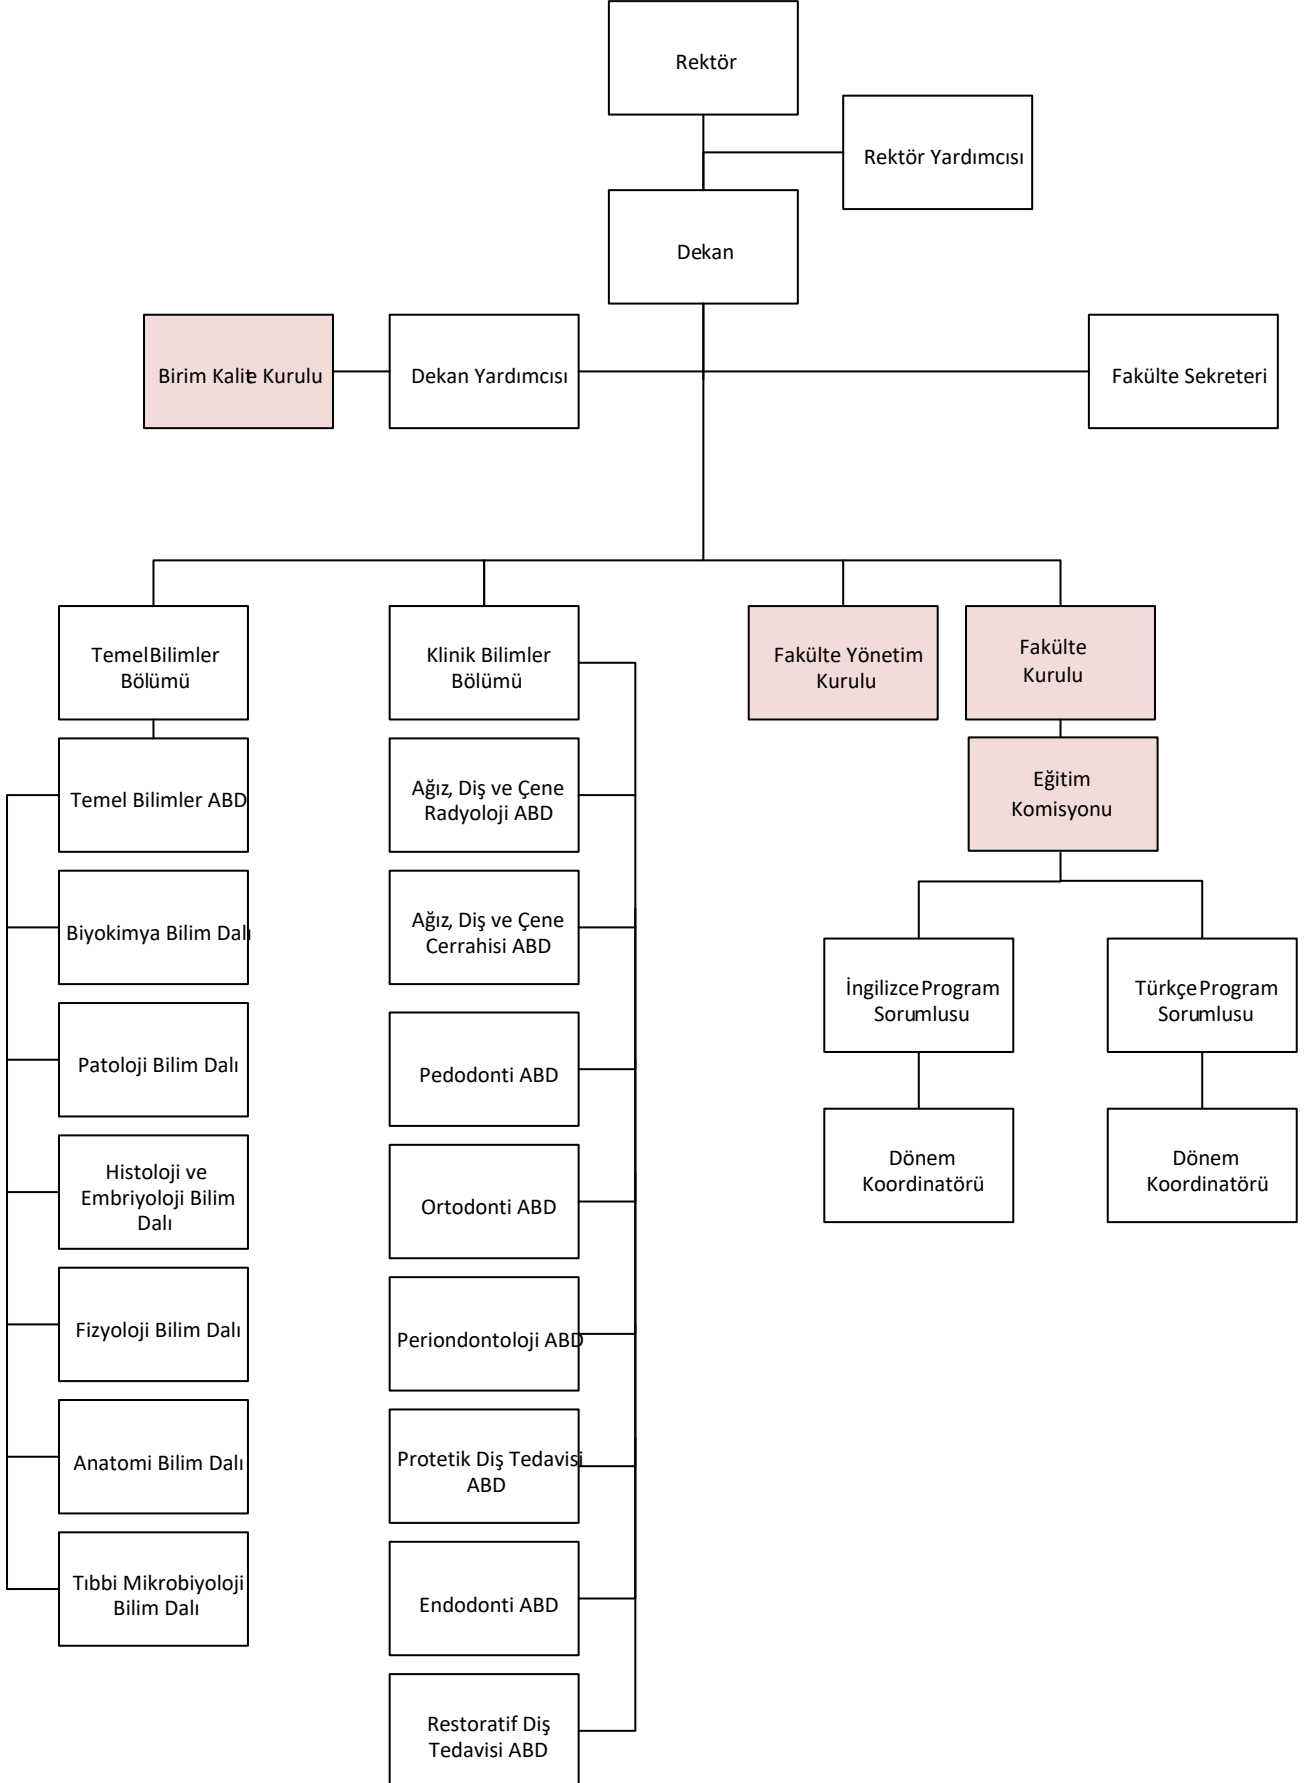 Rektör
Rektör Yardımcısı
Dekan
Birim Kalite Kurulu
Dekan Yardımcısı
Fakülte Sekreteri
Temel Bilimler
Bölümü
Klinik Bilimler
Bölümü
Fakülte Yönetim
Kurulu
Fakülte
Kurulu
Temel Bilimler ABD
Ağız, Diş ve Çene
Radyoloji ABD
Eğitim
Komisyonu
Biyokimya Bilim Dalı
Ağız, Diş ve Çene
Cerrahisi ABD
İngilizce Program
Sorumlusu
Türkçe Program
Sorumlusu
Patoloji Bilim Dalı
Pedodonti ABD
Dönem
Koordinatörü
Dönem
Koordinatörü
Histoloji ve
Embriyoloji Bilim
Dalı
Ortodonti ABD
Fizyoloji Bilim Dalı
Periondontoloji ABD
Anatomi Bilim Dalı
Protetik Diş Tedavisi
ABD
Tıbbi Mikrobiyoloji
Bilim Dalı
Endodonti ABD
Restoratif Diş
Tedavisi ABD